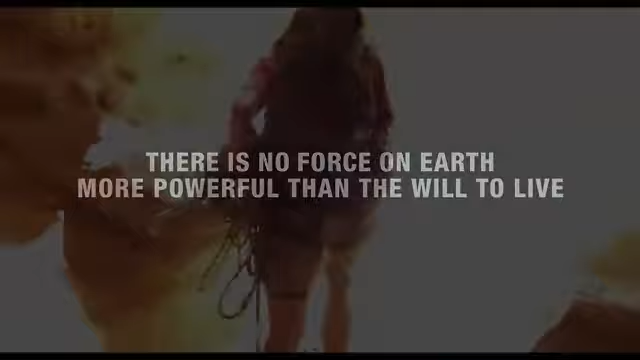 THERE IS NO FORCE ON EARTH
MORE POWERFUL THAN THE WILL TO LIVE